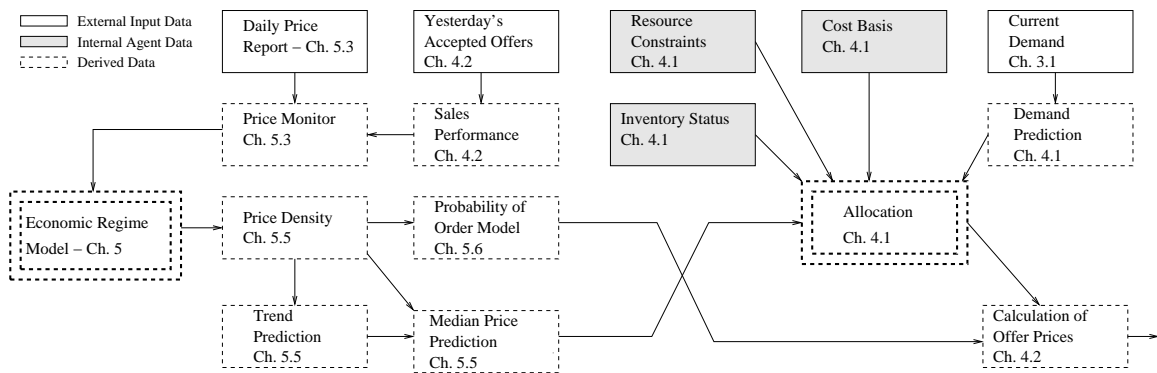 External Input Data
Internal Agent Data
Derived Data
Daily Price
Report – Ch. 5.3
Yesterday's
Accepted Offers
Ch. 4.2
Resource
Constraints
Ch. 4.1
Cost Basis
Ch. 4.1
Current
Demand
Ch. 3.1
Price Monitor
Ch. 5.3
Sales
Performance
Ch. 4.2
Inventory Status
Ch. 4.1
Demand
Prediction
Ch. 4.1
Economic Regime
Model – Ch. 5
Price Density
Ch. 5.5
Probability of
Order Model
Ch. 5.6
Allocation
Ch. 4.1
Trend
Prediction
Ch. 5.5
Median Price
Prediction
Ch. 5.5
Calculation of
Offer Prices
Ch. 4.2